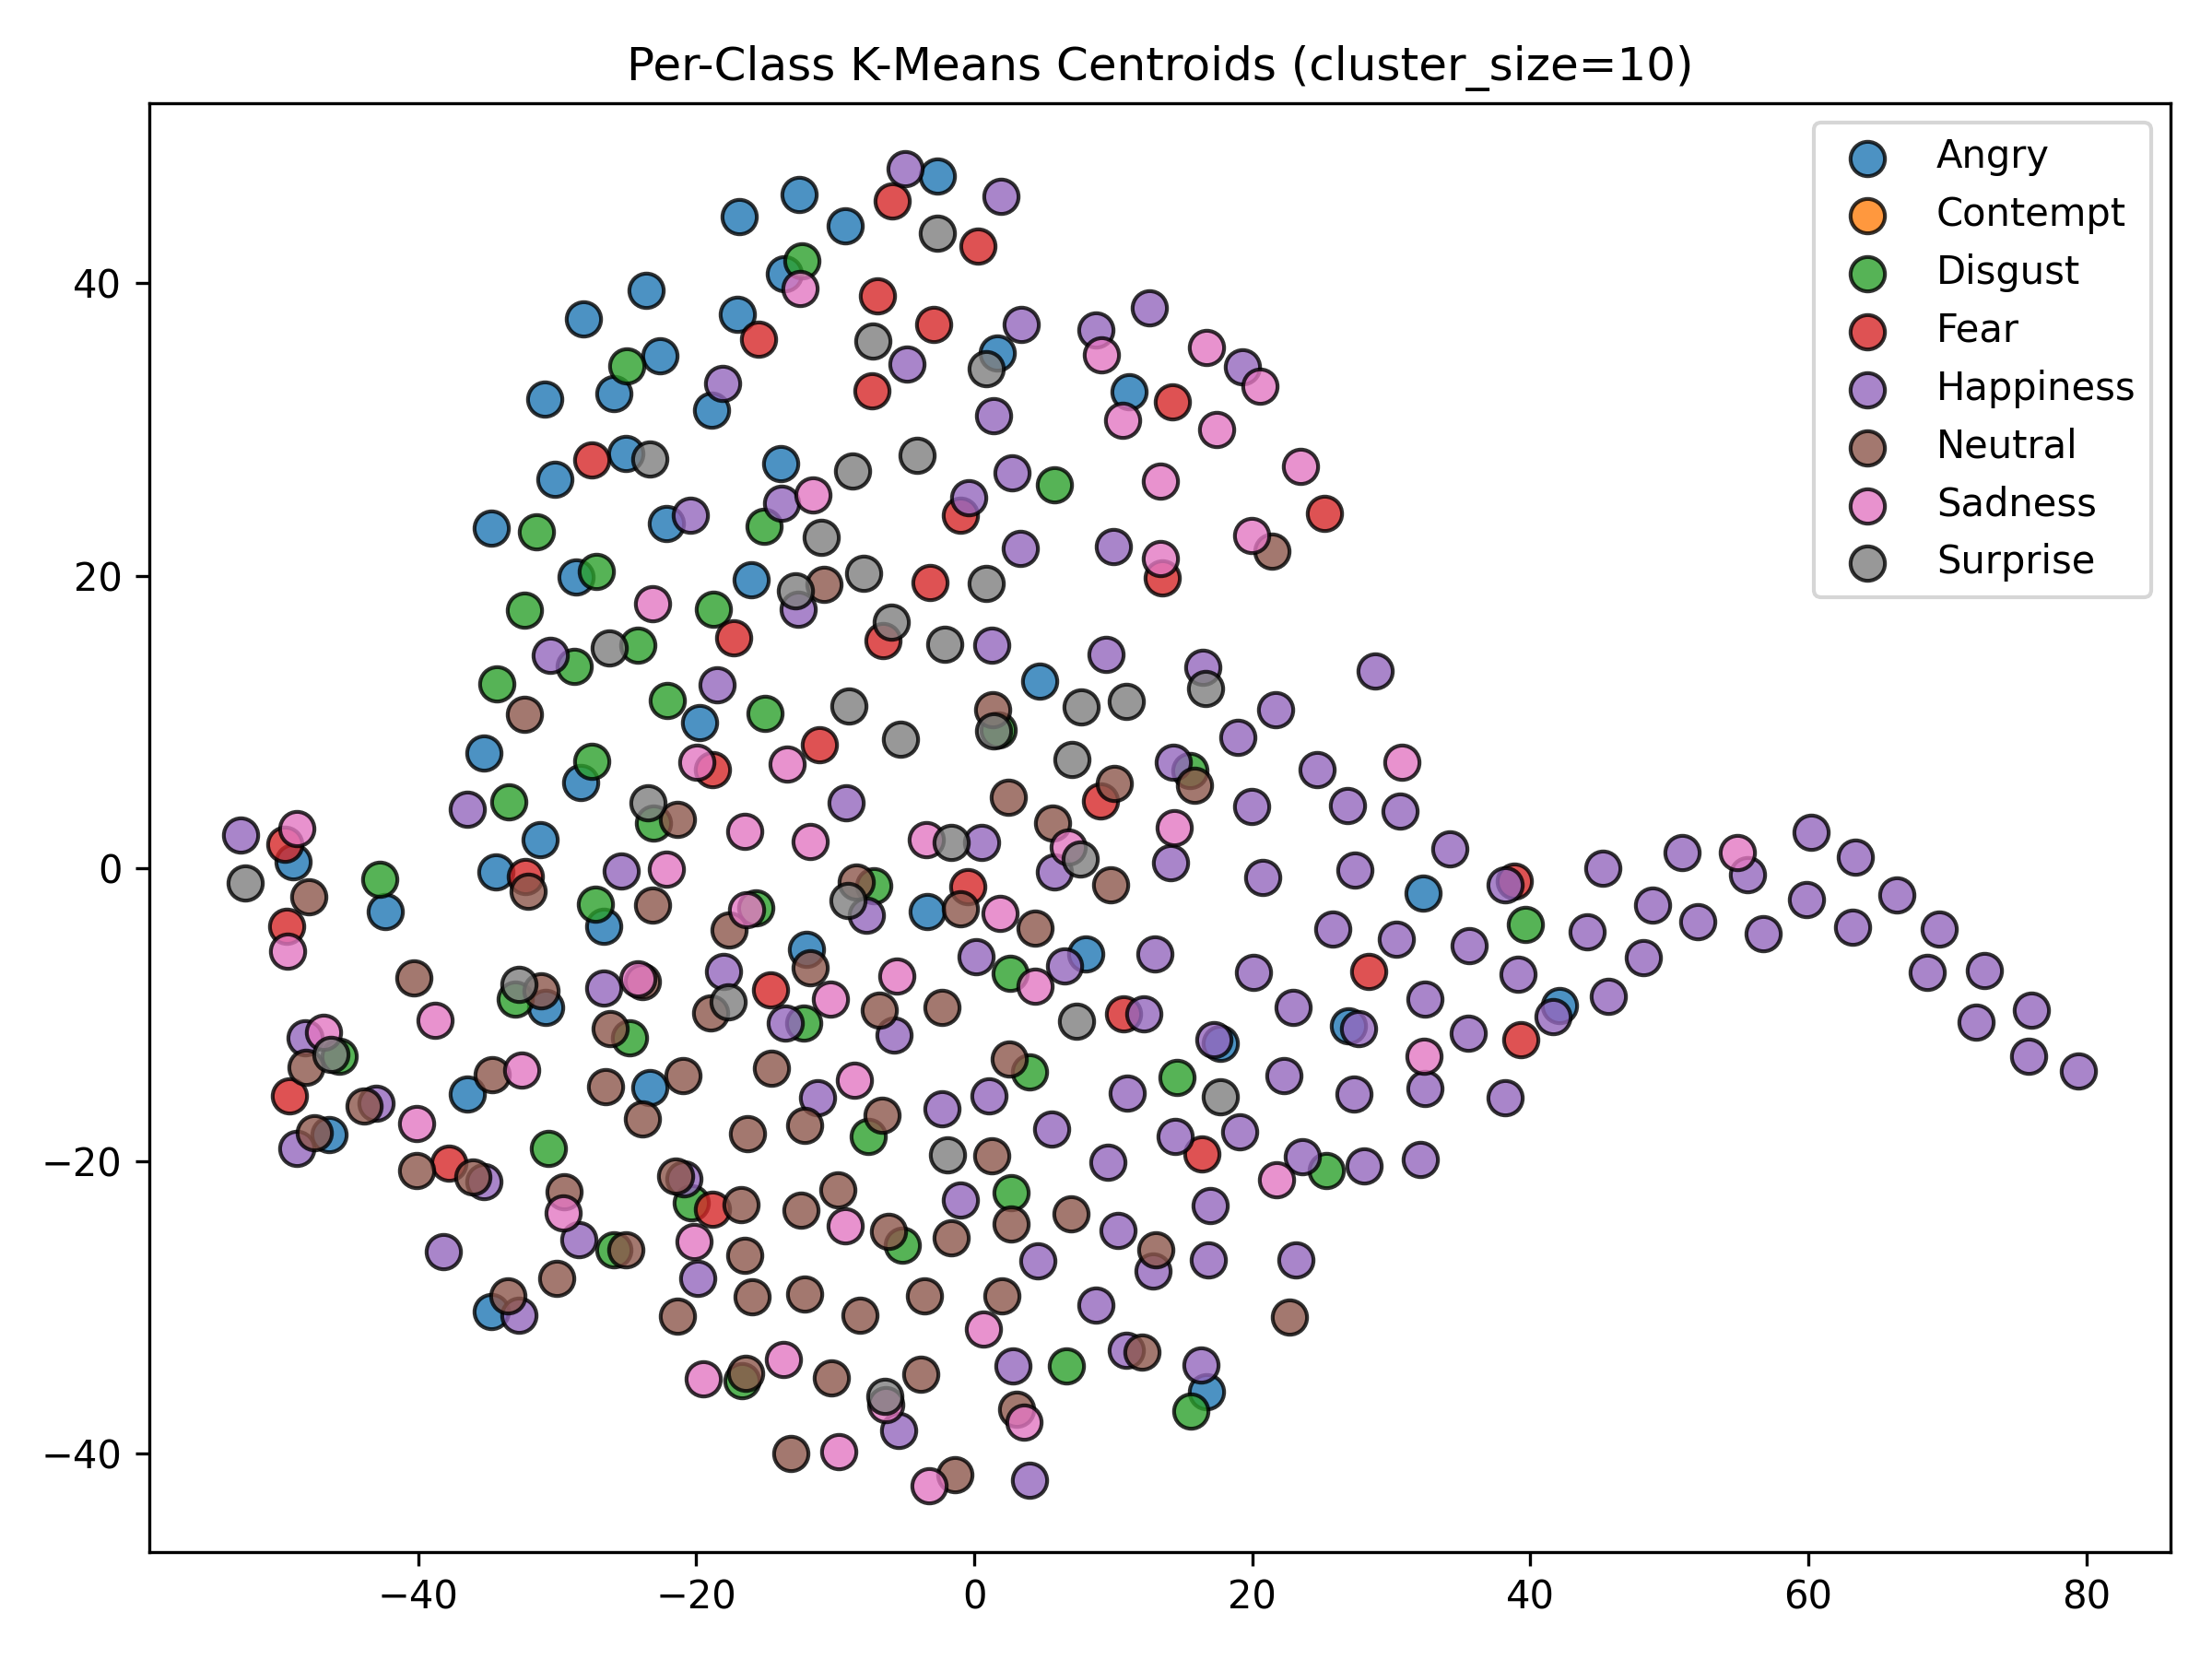 Per-Class K-Means Centroids (cluster_size=10)
Angry
Contempt
Disgust
Fear
Happiness
Neutral
Sadness
Surprise
40
20
0
−20
−40
−40 −20 0 20 40 60 80